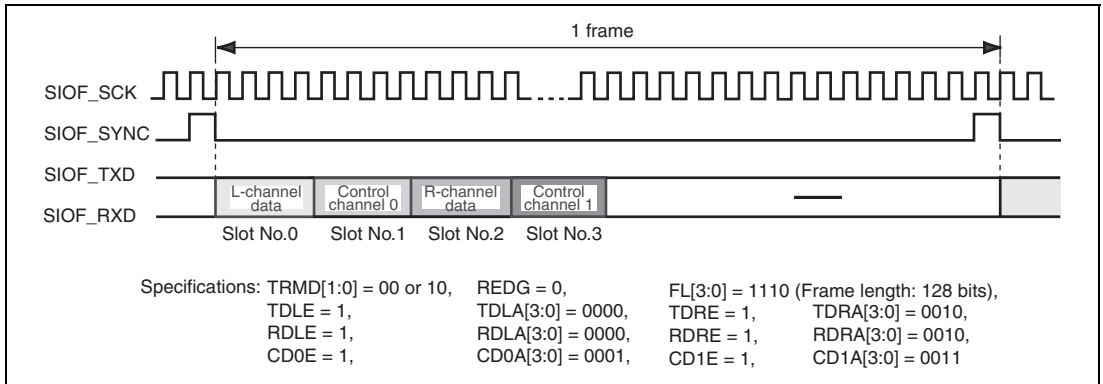 1 frame
SIOF_SCK
SIOF_SYNC
SIOF_TXD
SIOF_RXD
L-channel data
Control channel 0
R-channel data
Control channel 1
Slot No.0 Slot No.1 Slot No.2 Slot No.3
Specifications: TRMD[1:0] = 00 or 10, REDG = 0, FL[3:0] = 1110 (Frame length: 128 bits),
TDLE = 1, TDLA[3:0] = 0000, TDRE = 1, TDRA[3:0] = 0010,
RDLE = 1, RDLA[3:0] = 0000, RDRE = 1, RDRA[3:0] = 0010,
CD0E = 1, CD0A[3:0] = 0001, CD1E = 1, CD1A[3:0] = 0011